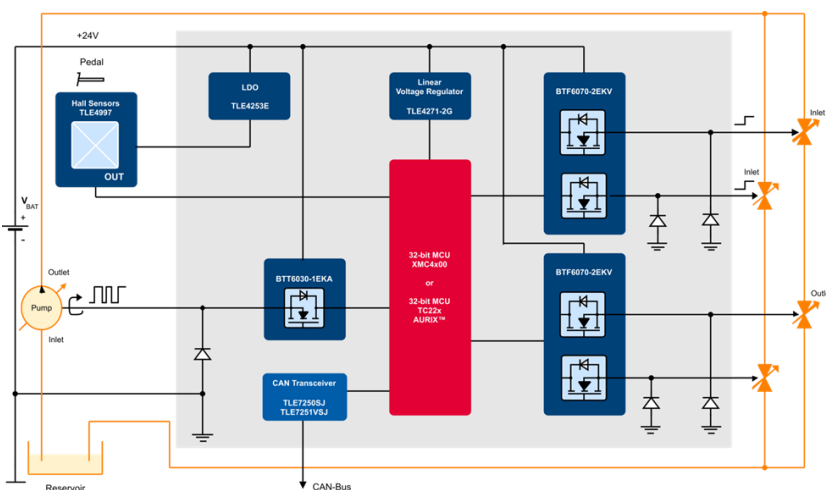 +24V
Pedal
Hall Sensors
TLE4997
OUT
LDO
TLE4253E
Linear
Voltage Regulator
TLE4271-2G
BTF6070-2EKV
Inlet
Inlet
V
BAT
+
-
32-bit MCU
XMC4x00
or
32-bit MCU
TC22x
AURIX™
BTT6030-1EKA
BTF6070-2EKV
Outlet
Pump
Inlet
Outl
CAN Transceiver
TLE7250SJ
TLE7251VSJ
Reservoir
CAN-Bus